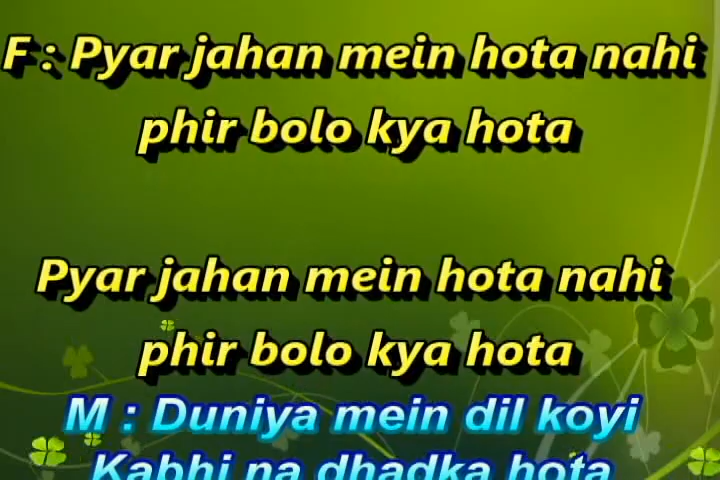 F : Pyar jahan mein hota nahi
phir bolo kya hota
Pyar jahan mein hota nahi
phir bolo kya hota
M : Duniya mein dil koyi
Kabhi na dhadka hota